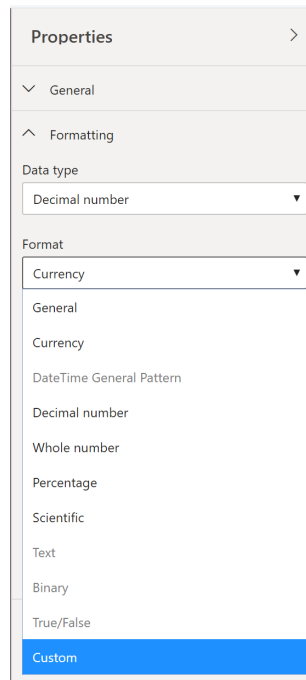 Properties
General
Formatting
Data type
Decimal number
Format
Currency
General
Currency
DateTime General Pattern
Decimal number
Whole number
Percentage
Scientific
Text
Binary
True/False
Custom